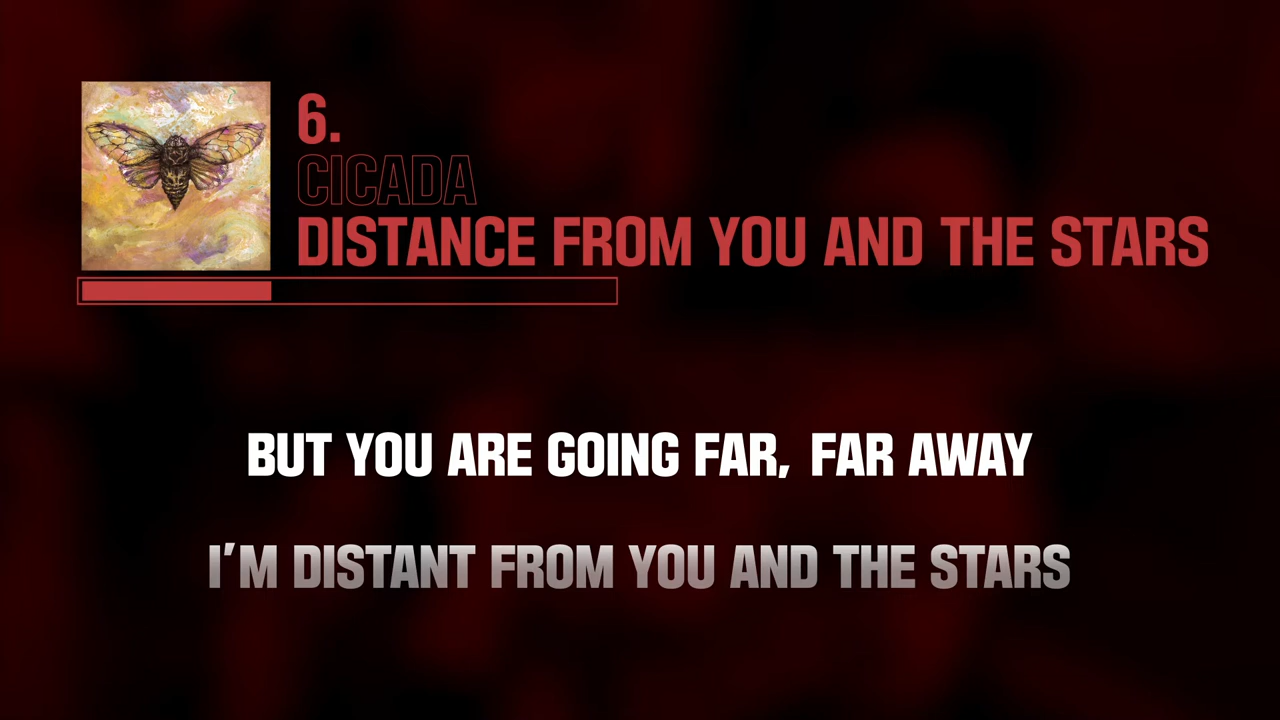 6.
CICADA
DISTANCE FROM YOU AND THE STARS
BUT YOU ARE GOING FAR, FAR AWAY
I'M DISTANT FROM YOU AND THE STARS